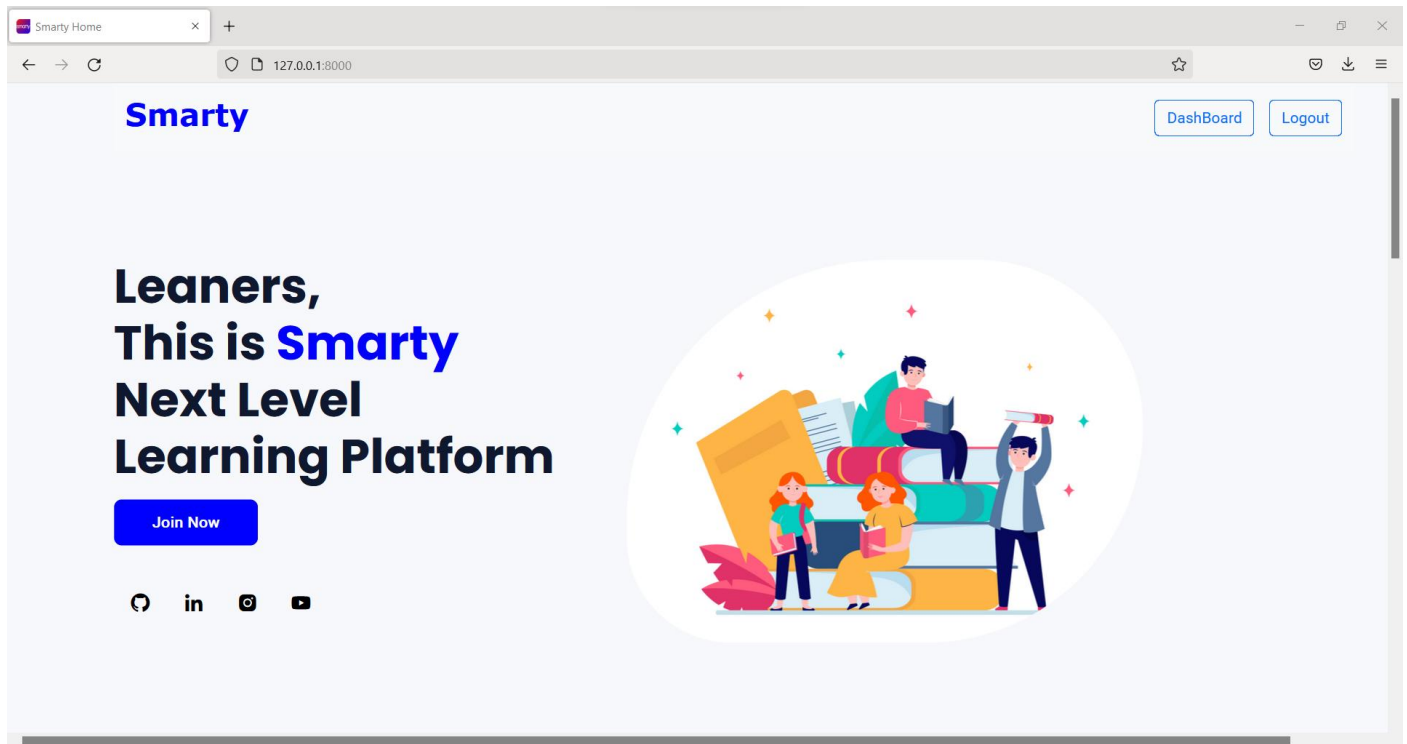 Smarty Home
127.0.0.1:8000
Smarty
DashBoard
Logout
Leaners,
This is Smarty
Next Level
Learning Platform
Join Now
in